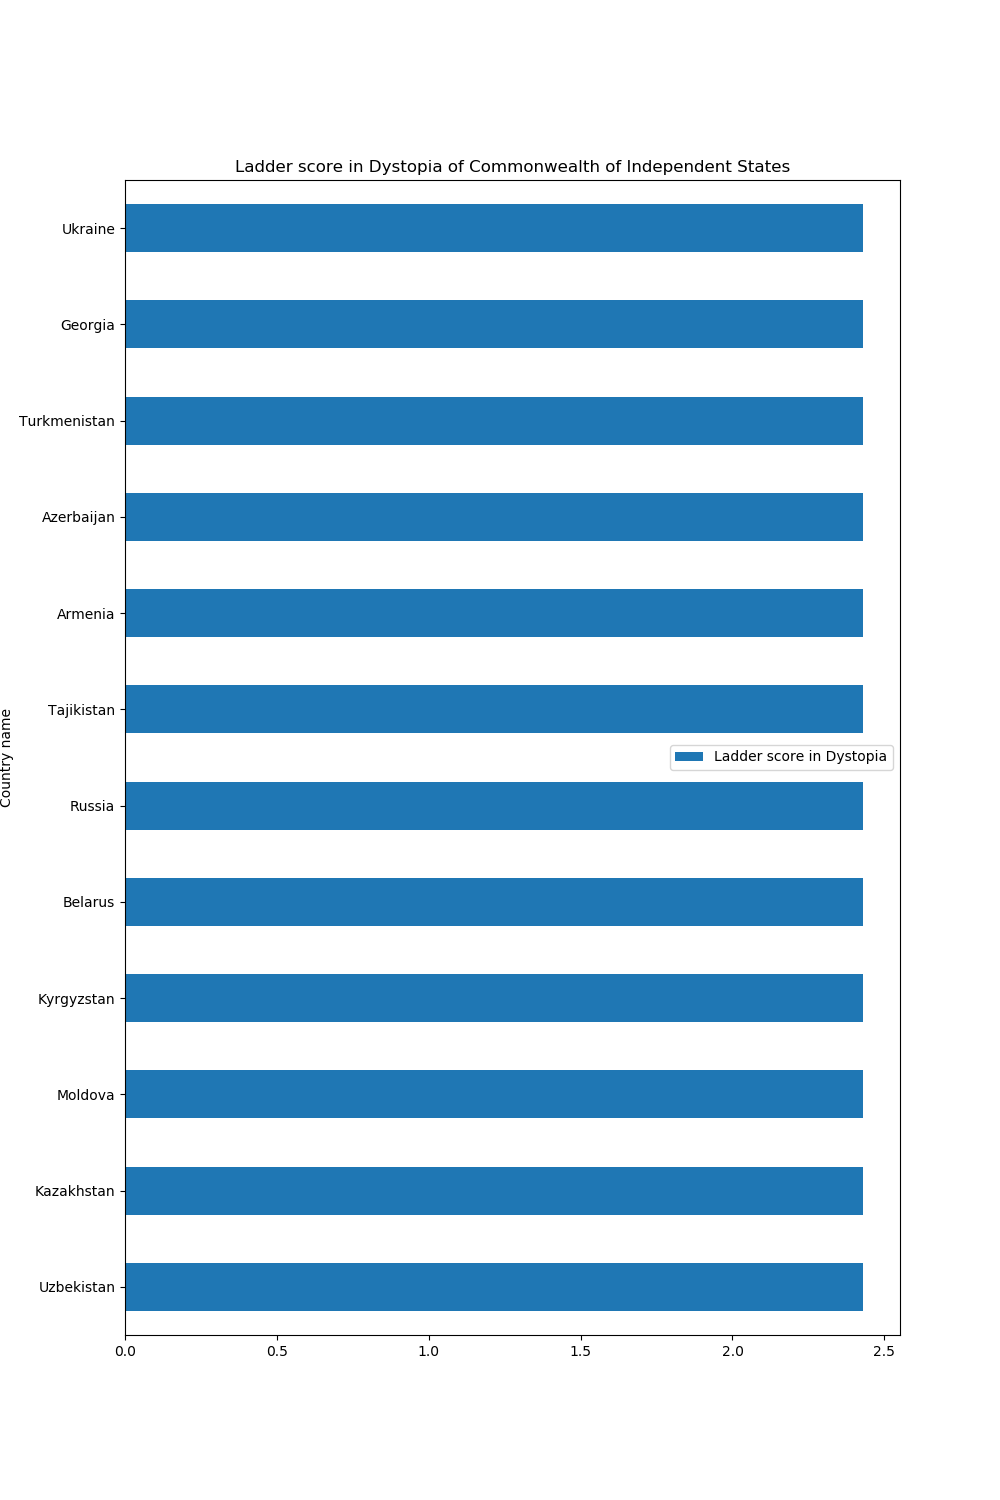 Ladder score in Dystopia of Commonwealth of Independent States
Country name
Ukraine
Georgia
Turkmenistan
Azerbaijan
Armenia
Tajikistan
Russia
Belarus
Kyrgyzstan
Moldova
Kazakhstan
Uzbekistan
Ladder score in Dystopia
0.0 0.5 1.0 1.5 2.0 2.5